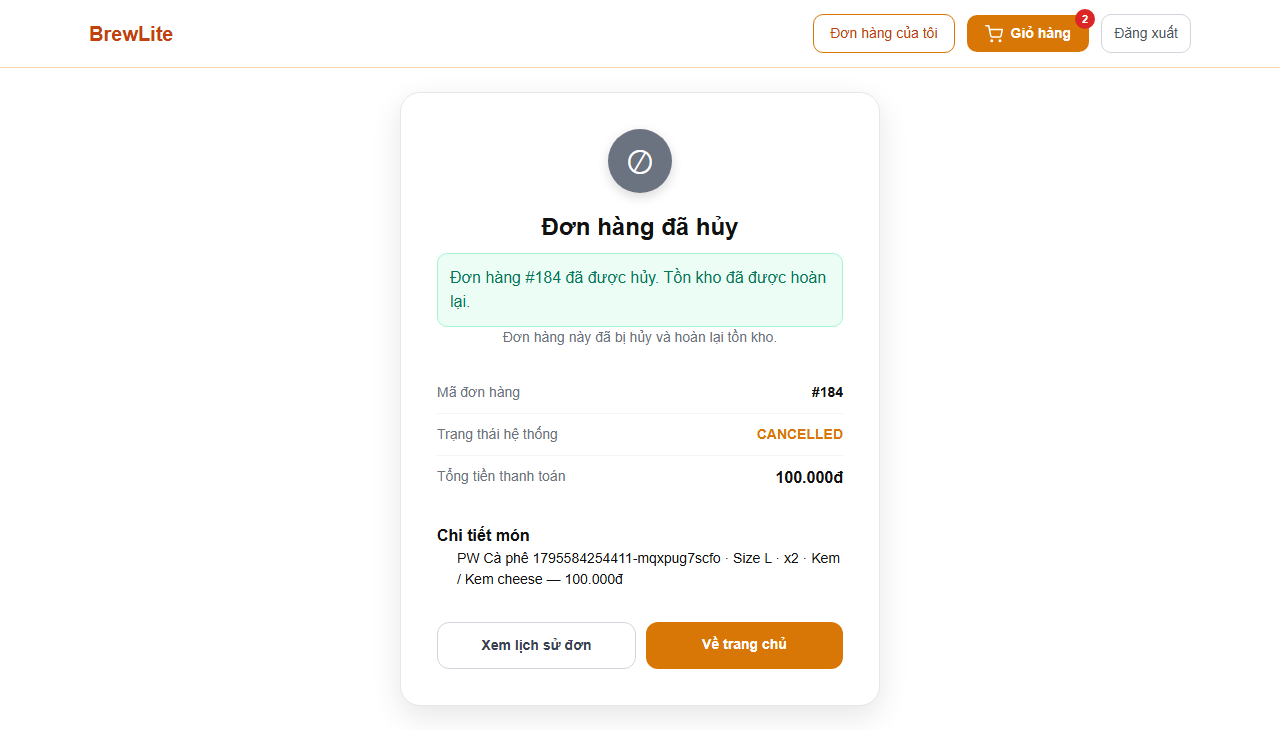 BrewLite
Đơn hàng của tôi
Giỏ hàng
2
Đăng xuất
Đơn hàng đã hủy
Đơn hàng #184 đã được hủy. Tồn kho đã được hoàn
lại.
Đơn hàng này đã bị hủy và hoàn lại tồn kho.
Mã đơn hàng
#184
Trạng thái hệ thống
CANCELLED
Tổng tiền thanh toán
100.000đ
Chi tiết món
PW Cà phê 1795584254411-mqxpug7scfo · Size L · x2 · Kem
/ Kem cheese — 100.000đ
Xem lịch sử đơn
Về trang chủ